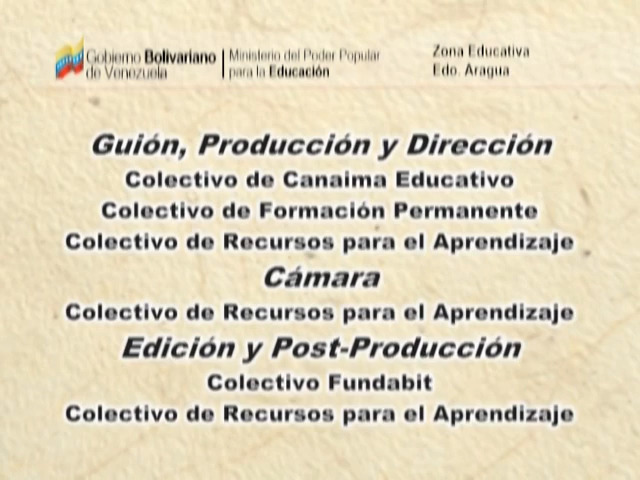 Gobierno Bolivariano
de Venezuela
Ministerio del Poder Popular
para la Educación
Zona Educativa
Edo. Aragua
Guión, Producción y Dirección
Colectivo de Canaima Educativo
Colectivo de Formación Permanente
Colectivo de Recursos para el Aprendizaje
Cámara
Colectivo de Recursos para el Aprendizaje
Edición y Post-Producción
Colectivo Fundabit
Colectivo de Recursos para el Aprendizaje